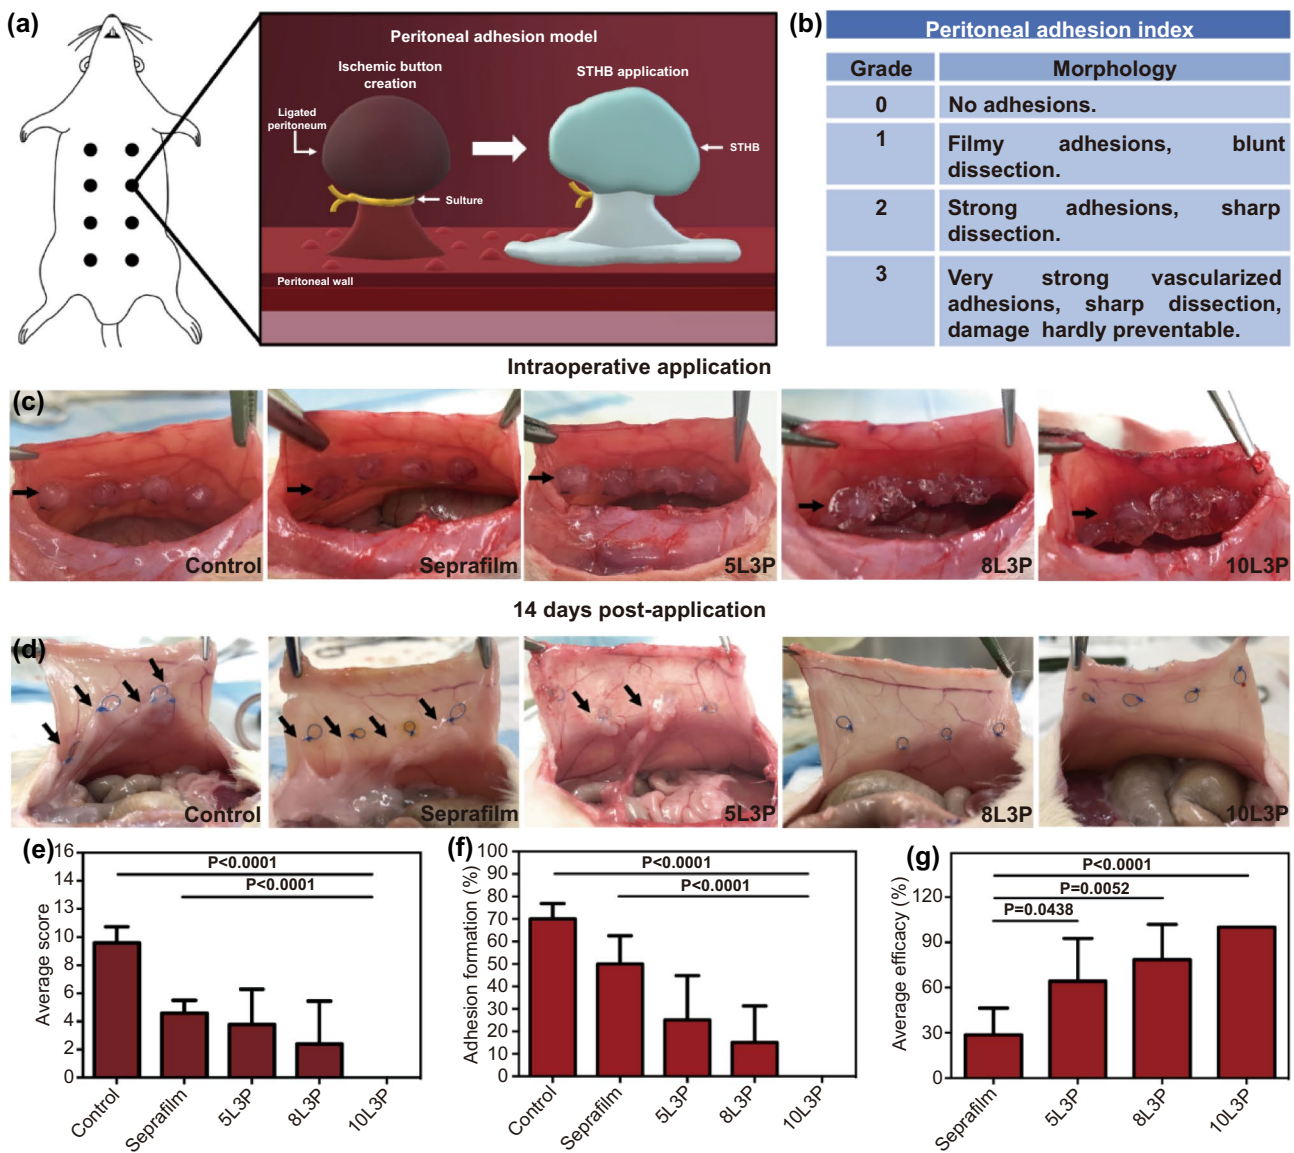 (a)
Peritoneal adhesion model
Ischemic button
creation
STHB application
Ligated
peritoneum
STHB
Sulture
Peritoneal wall
(b)
Peritoneal adhesion index
Grade Morphology
0 No adhesions.
1 Filmy adhesions, blunt
dissection.
2 Strong adhesions, sharp
dissection.
3 Very strong vascularized
adhesions, sharp dissection,
damage hardly preventable.
Intraoperative application
(c)
Control Seprafilm 5L3P 8L3P 10L3P
14 days post-application
(d)
Control Seprafilm 5L3P 8L3P 10L3P
(e)
Average score
16
14
13
10
8
6
4
2
0
P<0.0001
P<0.0001
Control Seprafilm 5L3P 8L3P 10L3P
(f)
Adhesion formation (%)
100
90
80
70
60
50
40
30
20
10
0
P<0.0001
P<0.0001
Control Seprafilm 5L3P 8L3P 10L3P
(g)
Average efficacy (%)
120
90
60
30
0
P<0.0001
P=0.0052
P=0.0438
Seprafilm 5L3P 8L3P 10L3P